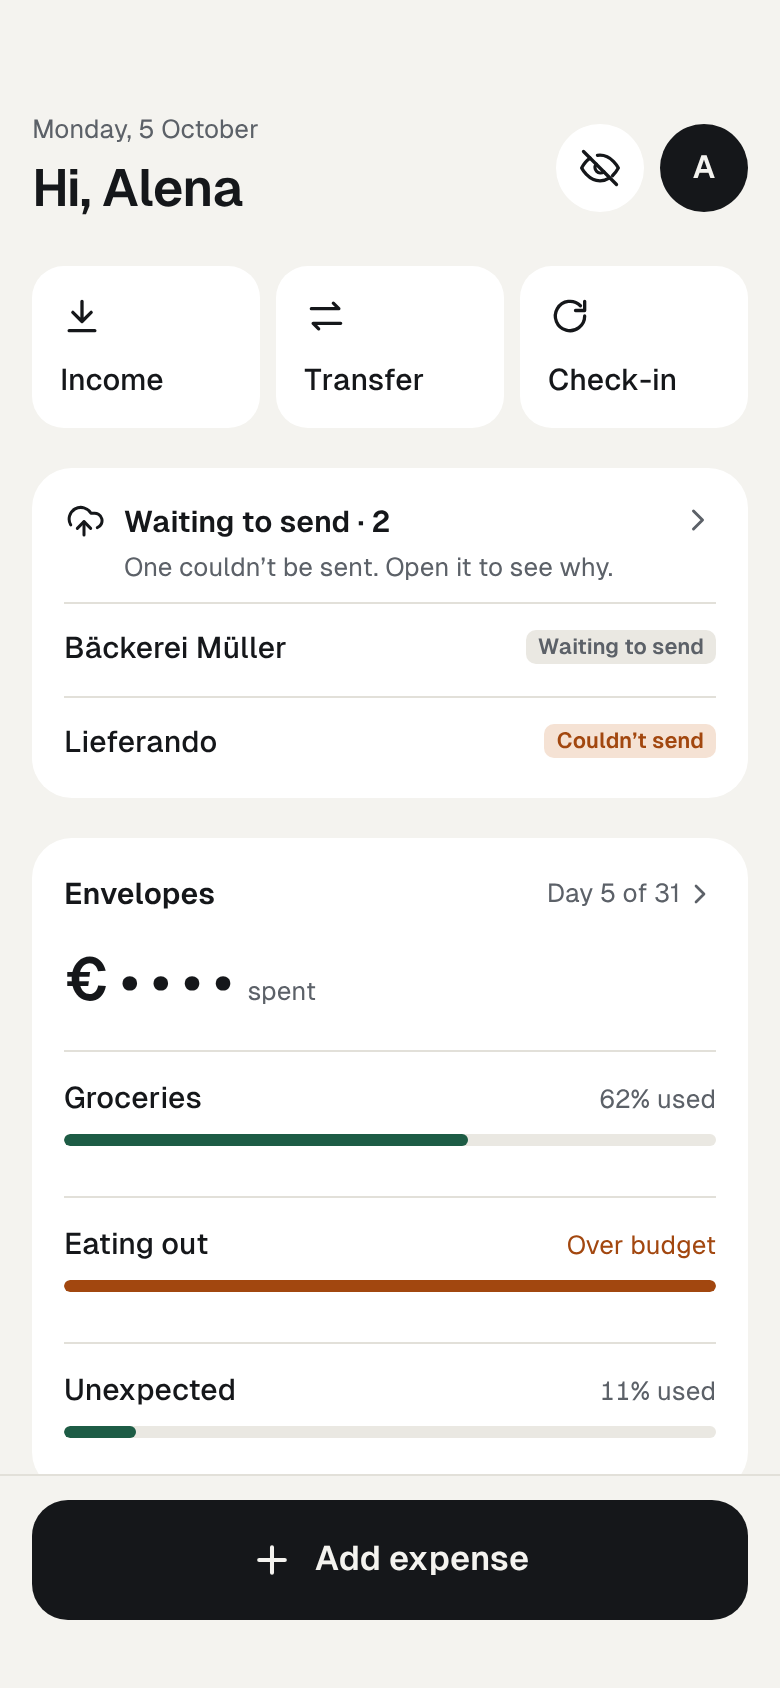 Monday, 5 October
Hi, Alena
A
Income
Transfer
Check-in
Waiting to send · 2
One couldn’t be sent. Open it to see why.
Bäckerei Müller
Waiting to send
Lieferando
Couldn’t send
Envelopes
Day 5 of 31
€ •••• spent
Groceries
62% used
Eating out
Over budget
Unexpected
11% used
Add expense